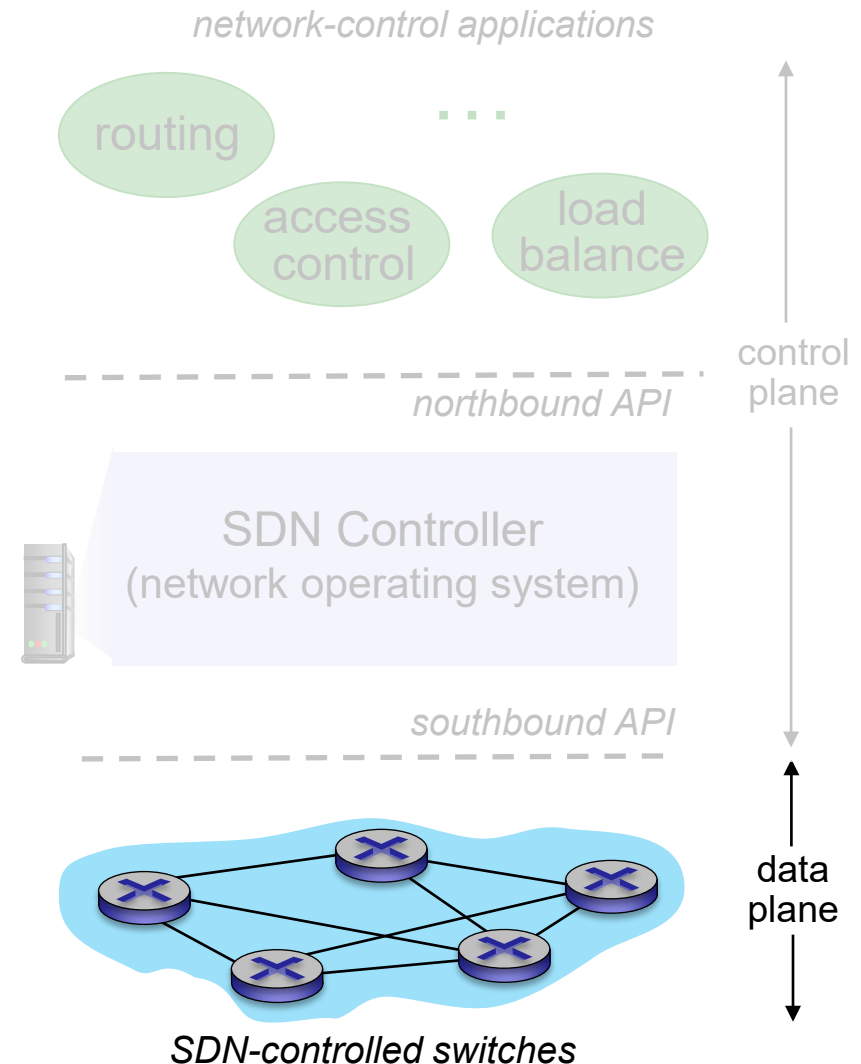 network-control applications
routing
. . .
access
control
load
balance
control
plane
northbound API
SDN Controller
(network operating system)
southbound API
data
plane
SDN-controlled switches